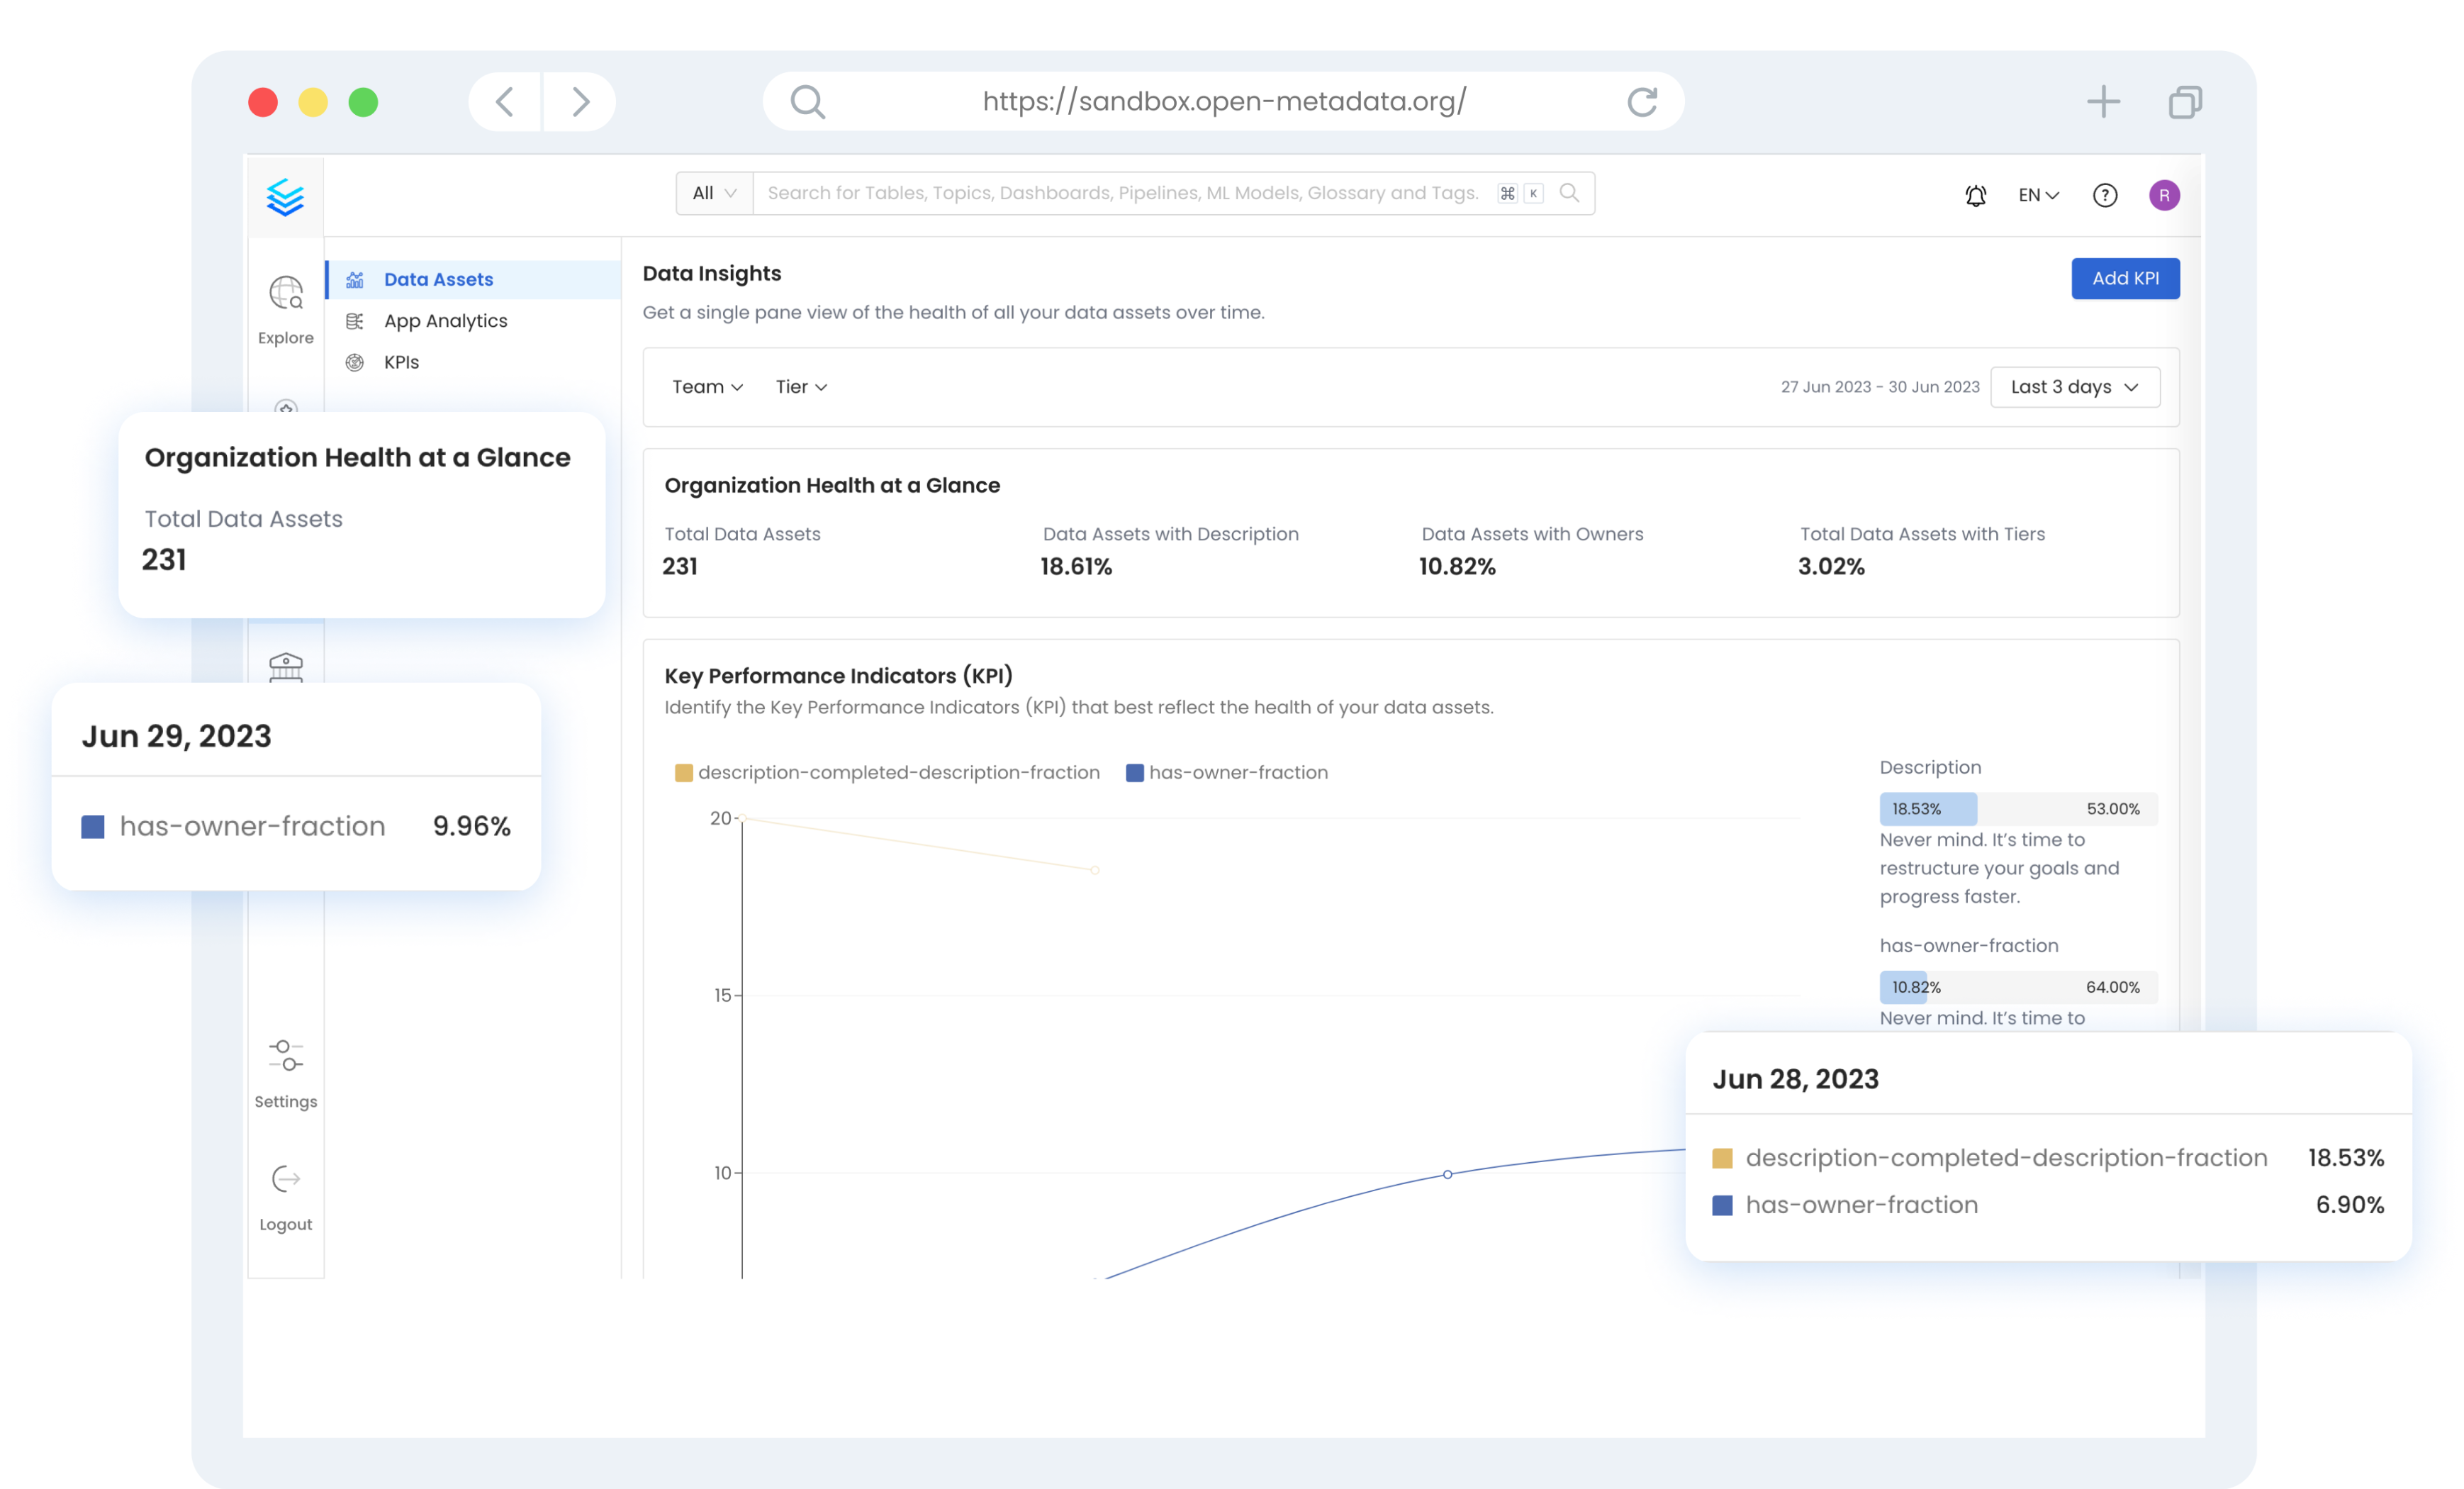 https://sandbox.open-metadata.org/
All
Search for Tables, Topics, Dashboards, Pipelines, ML Models, Glossary and Tags.
⌘ K
EN
?
R
Explore
Data Assets
App Analytics
KPIs
Data Insights
Add KPI
Get a single pane view of the health of all your data assets over time.
Team
Tier
27 Jun 2023 - 30 Jun 2023
Last 3 days
Organization Health at a Glance
Total Data Assets
231
Organization Health at a Glance
Total Data Assets
231
Data Assets with Description
18.61%
Data Assets with Owners
10.82%
Total Data Assets with Tiers
3.02%
Jun 29, 2023
has-owner-fraction 9.96%
Key Performance Indicators (KPI)
Identify the Key Performance Indicators (KPI) that best reflect the health of your data assets.
description-completed-description-fraction
has-owner-fraction
20
15
10
Description
18.53% 53.00%
Never mind. It's time to
restructure your goals and
progress faster.
has-owner-fraction
10.82% 64.00%
Never mind. It's time to
Jun 28, 2023
description-completed-description-fraction 18.53%
has-owner-fraction 6.90%
Settings
Logout